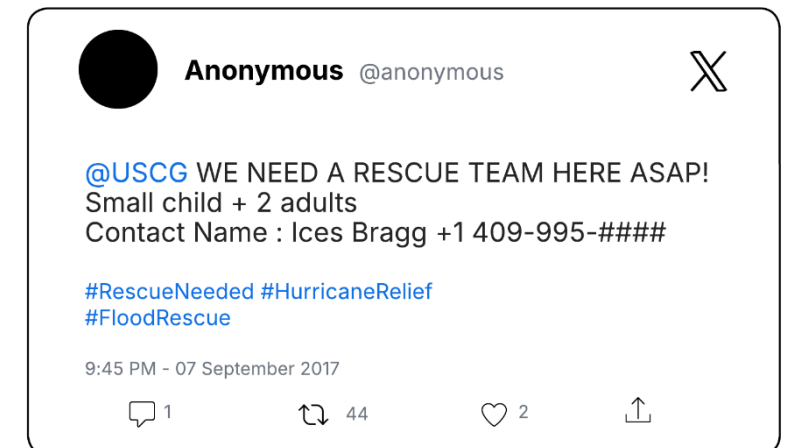 Anonymous @anonymous
@USCG WE NEED A RESCUE TEAM HERE ASAP!
Small child + 2 adults
Contact Name : Ices Bragg +1 409-995-####
#RescueNeeded #HurricaneRelief
#FloodRescue
9:45 PM - 07 September 2017
1 44 2